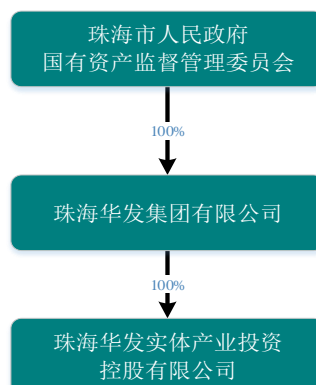 珠海市人民政府
国有资产监督管理委员会
100%
珠海华发集团有限公司
100%
珠海华发实体产业投资
控股有限公司